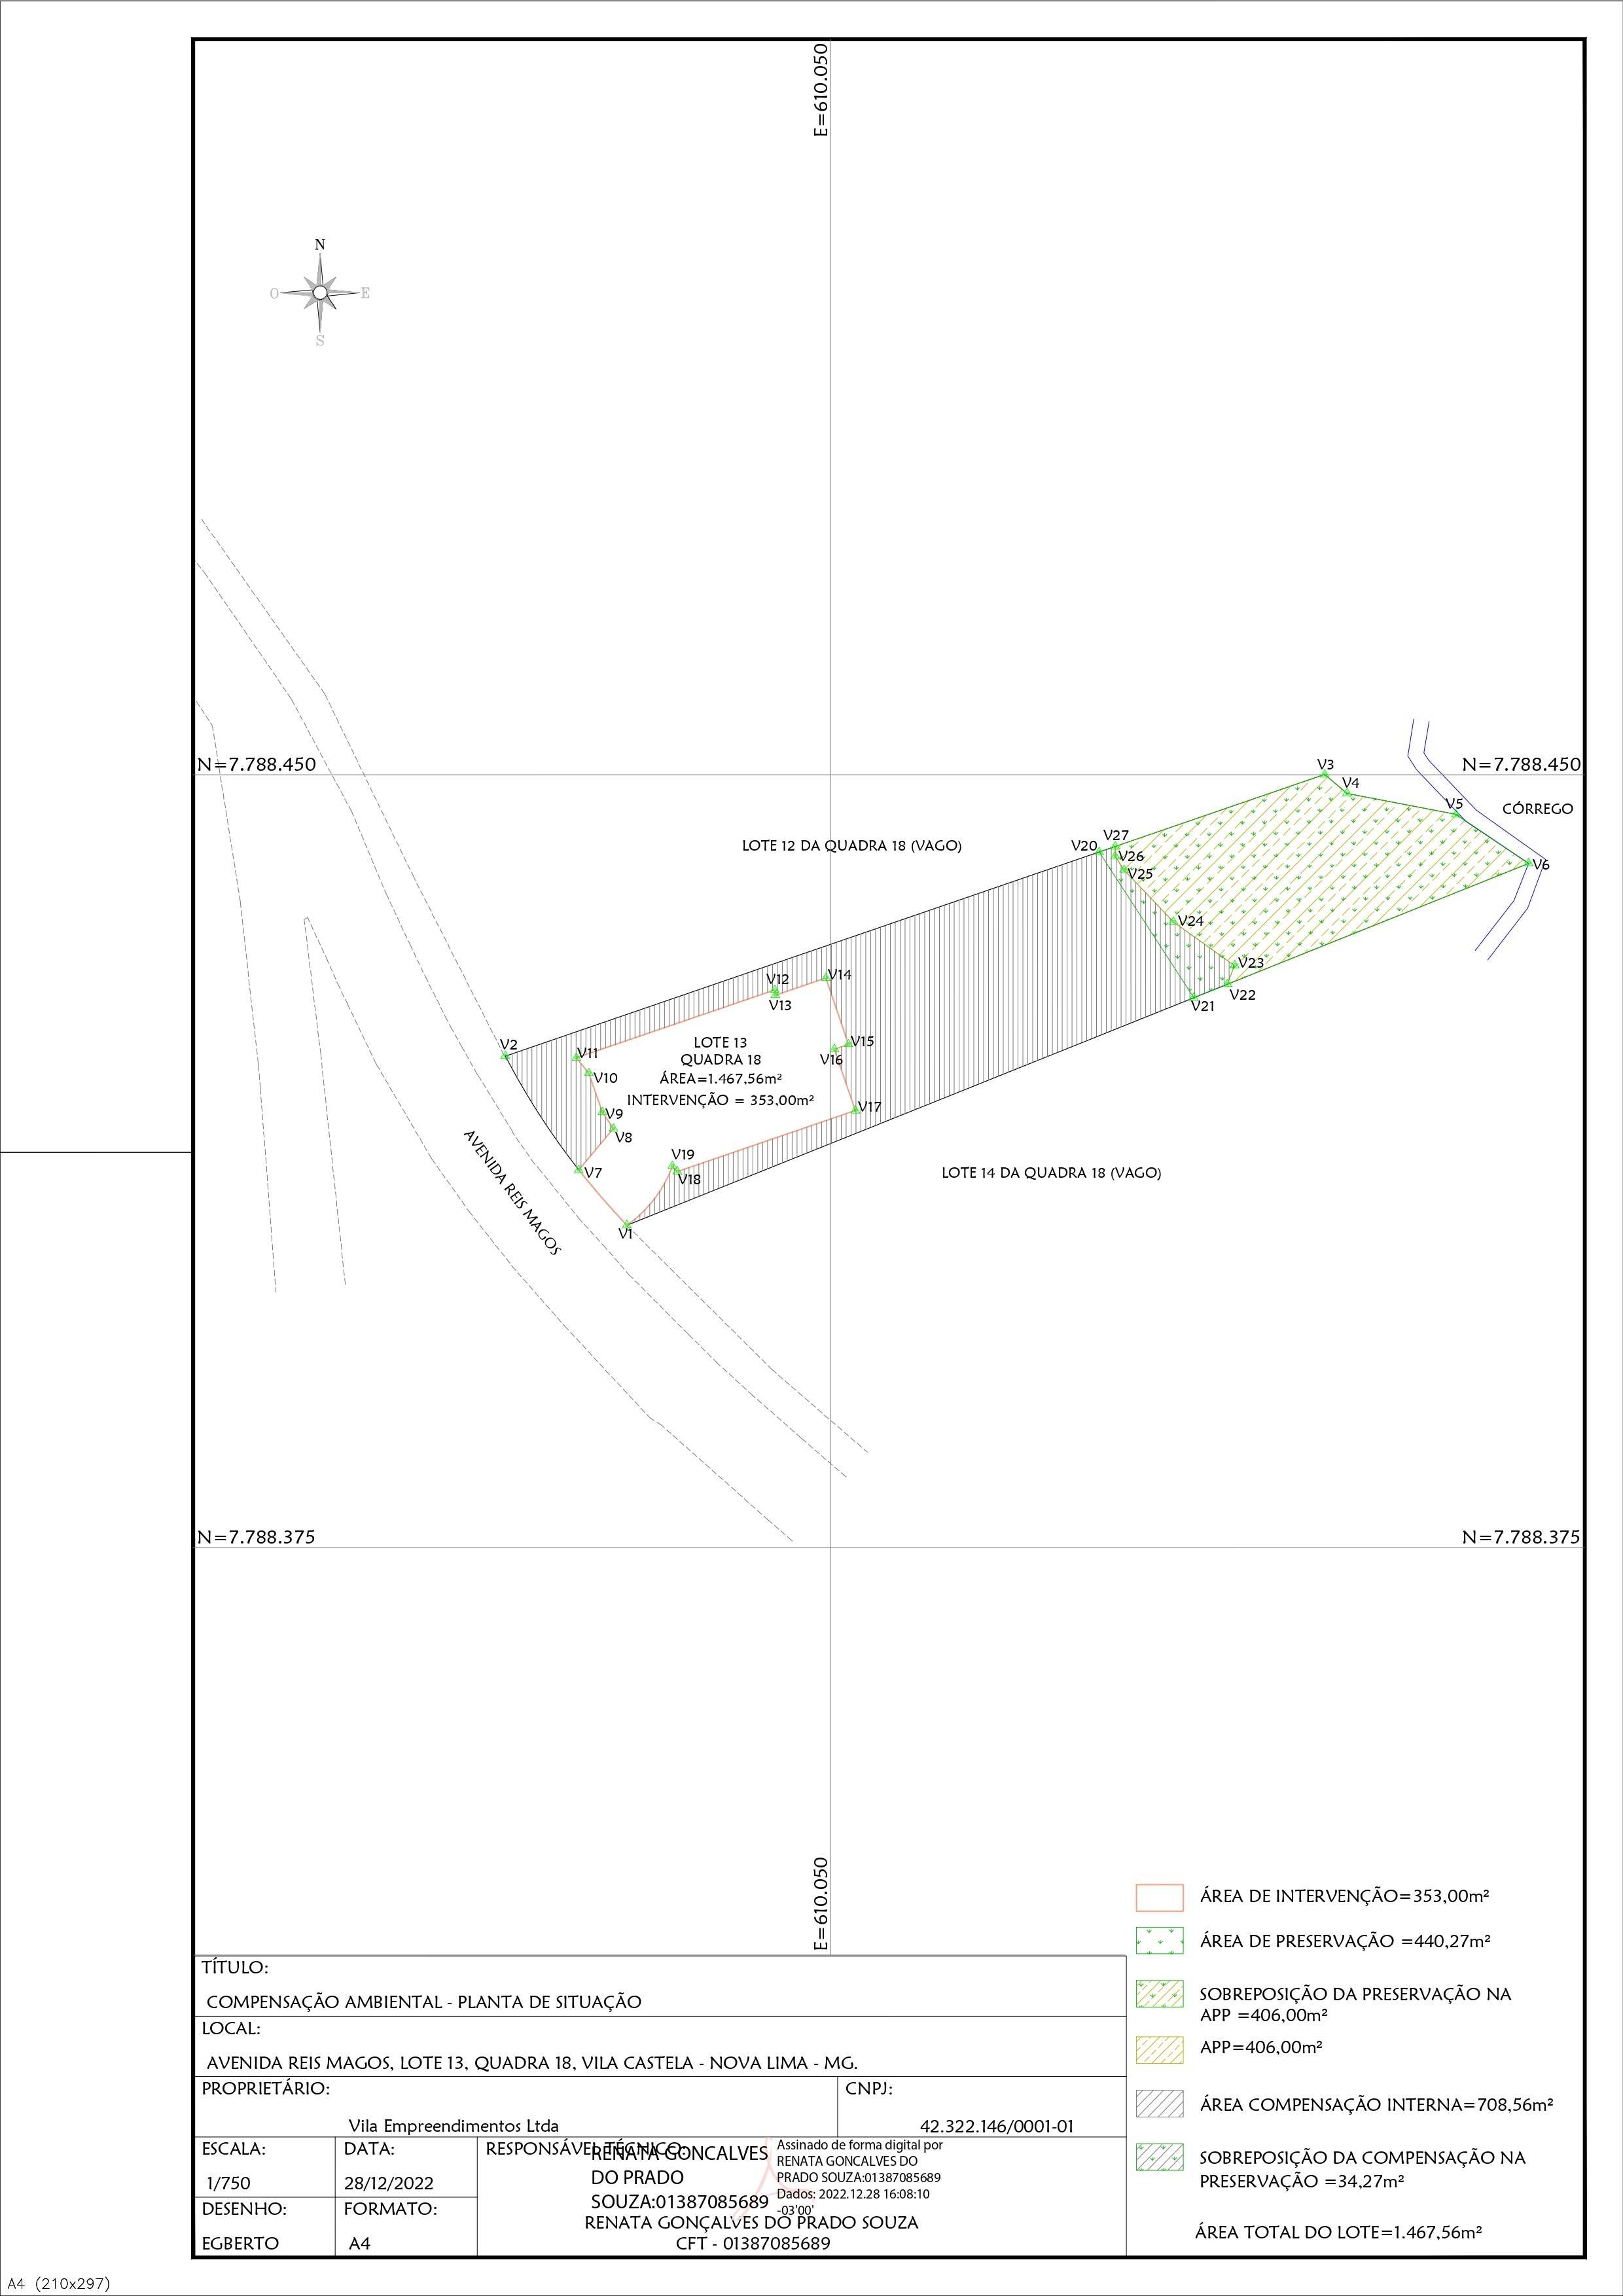 E=610.050
N
O
E
S
N=7.788.450
N=7.788.450
V3
V4
V5
CÓRREGO
LOTE 12 DA QUADRA 18 (VAGO)
V27
V20
V26
V6
V25
V24
V23
V22
V21
V14
V12
V13
V2
V11
LOTE 13
QUADRA 18
ÁREA=1.467,56m²
INTERVENÇÃO = 353,00m²
V15
V16
V10
V9
V17
V8
V19
V18
V7
V1
AVENIDA REIS MAGOS
LOTE 14 DA QUADRA 18 (VAGO)
N=7.788.375
N=7.788.375
E=610.050
ÁREA DE INTERVENÇÃO=353,00m²
ÁREA DE PRESERVAÇÃO =440,27m²
SOBREPOSIÇÃO DA PRESERVAÇÃO NA
APP =406,00m²
APP=406,00m²
ÁREA COMPENSAÇÃO INTERNA=708,56m²
SOBREPOSIÇÃO DA COMPENSAÇÃO NA
PRESERVAÇÃO =34,27m²
ÁREA TOTAL DO LOTE=1.467,56m²
TÍTULO:
COMPENSAÇÃO AMBIENTAL - PLANTA DE SITUAÇÃO
LOCAL:
AVENIDA REIS MAGOS, LOTE 13, QUADRA 18, VILA CASTELA - NOVA LIMA - MG.
PROPRIETÁRIO:
Vila Empreendimentos Ltda
CNPJ:
42.322.146/0001-01
ESCALA:
1/750
DATA:
28/12/2022
DESENHO:
EGBERTO
FORMATO:
A4
RESPONSÁVEL TÉCNICO:
RENATA GONCALVES
DO PRADO
SOUZA:01387085689
Assinado de forma digital por
RENATA GONCALVES DO
PRADO SOUZA:01387085689
Dados: 2022.12.28 16:08:10
-03'00'
RENATA GONÇALVES DO PRADO SOUZA
CFT - 01387085689
A4 (210x297)